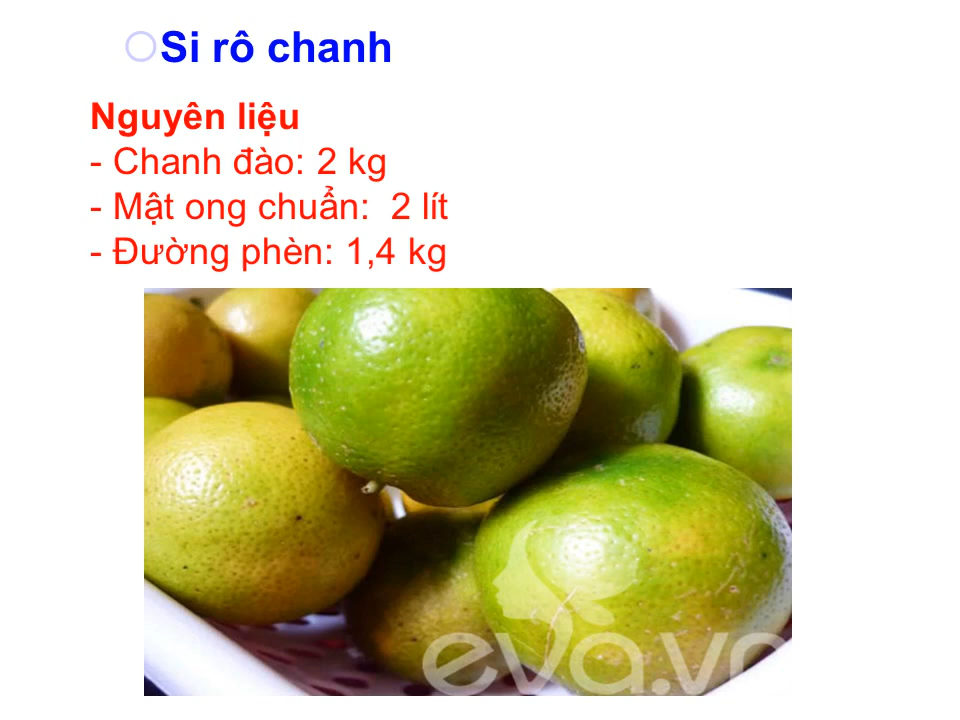 Si rô chanh
Nguyên liệu
- Chanh đào: 2 kg
- Mật ong chuẩn: 2 lít
- Đường phèn: 1,4 kg
eva.vn